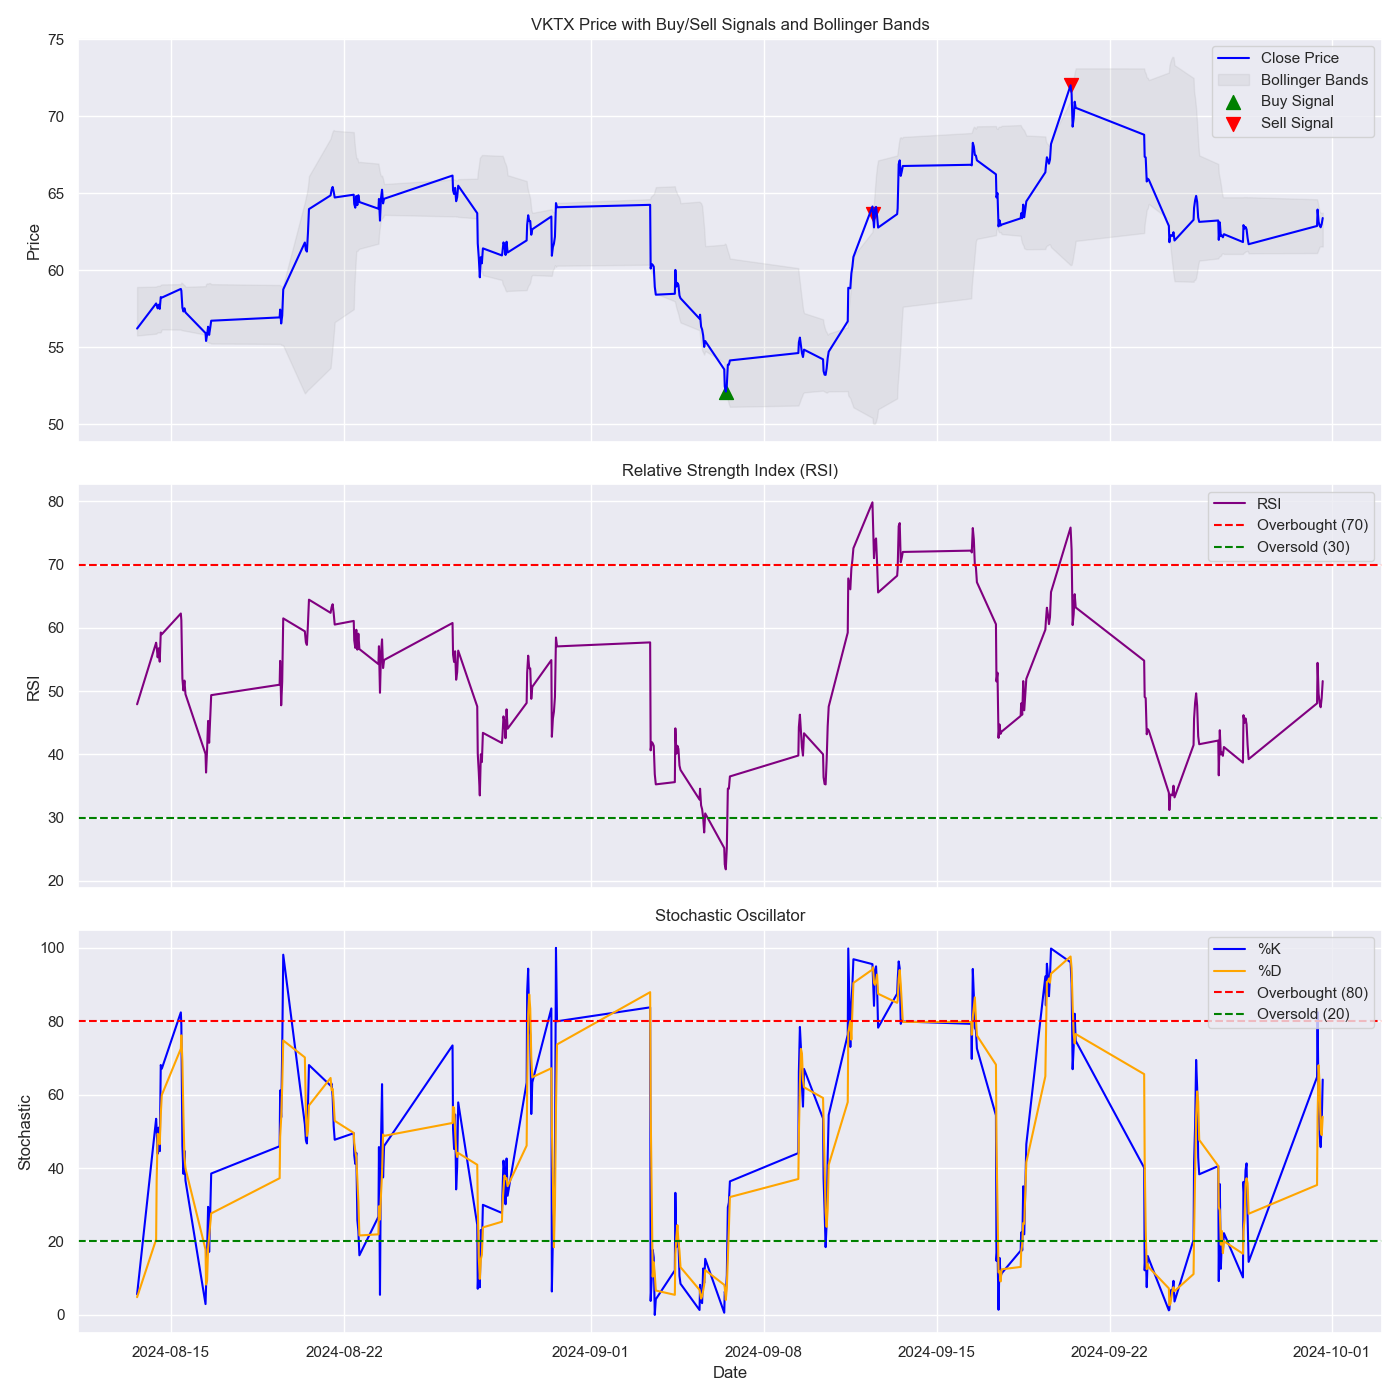 VKTX Price with Buy/Sell Signals and Bollinger Bands
75
70
65
60
55
50
Price
Close Price
Bollinger Bands
Buy Signal
Sell Signal
Relative Strength Index (RSI)
80
70
60
50
40
30
20
RSI
RSI
Overbought (70)
Oversold (30)
Stochastic Oscillator
100
80
60
40
20
0
Stochastic
%K
%D
Overbought (80)
Oversold (20)
2024-08-15 2024-08-22 2024-09-01 2024-09-08 2024-09-15 2024-09-22 2024-10-01
Date